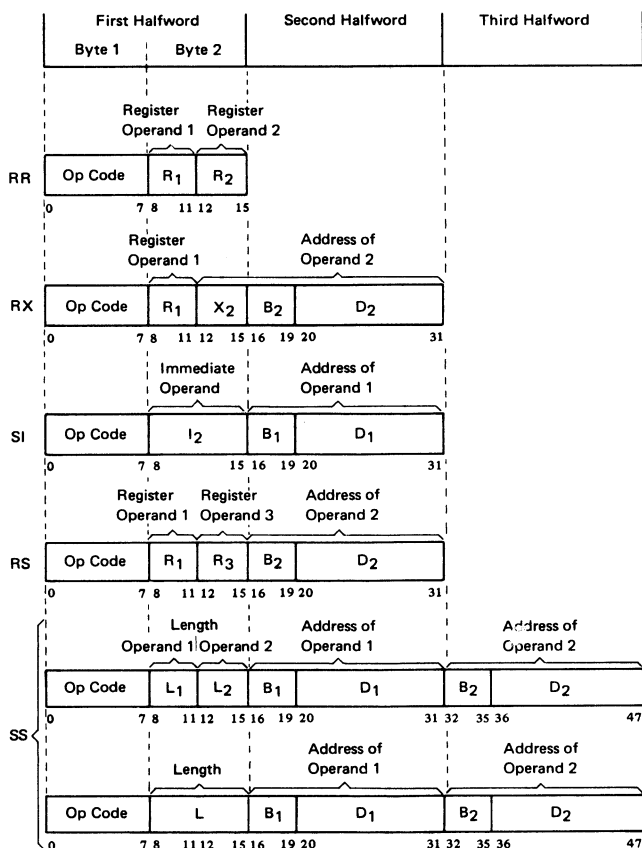 First Halfword Second Halfword Third Halfword
Byte 1 Byte 2
Register Register
Operand 1 Operand 2
RR Op Code R1 R2
0 7 8 11 12 15
Register Address of
Operand 1 Operand 2
RX Op Code R1 X2 B2 D2
0 7 8 11 12 15 16 19 20 31
Immediate Address of
Operand Operand 1
SI Op Code I2 B1 D1
0 7 8 15 16 19 20 31
Register Register Address of
Operand 1 Operand 3 Operand 2
RS Op Code R1 R3 B2 D2
0 7 8 11 12 15 16 19 20 31
Length Address of Address of
Operand 1 Operand 2 Operand 1 Operand 2
Op Code L1 L2 B1 D1 B2 D2
0 7 8 11 12 15 16 19 20 31 32 35 36 47
SS
Address of Address of
Length Operand 1 Operand 2
Op Code L B1 D1 B2 D2
0 7 8 11 12 15 16 19 20 31 32 35 36 47